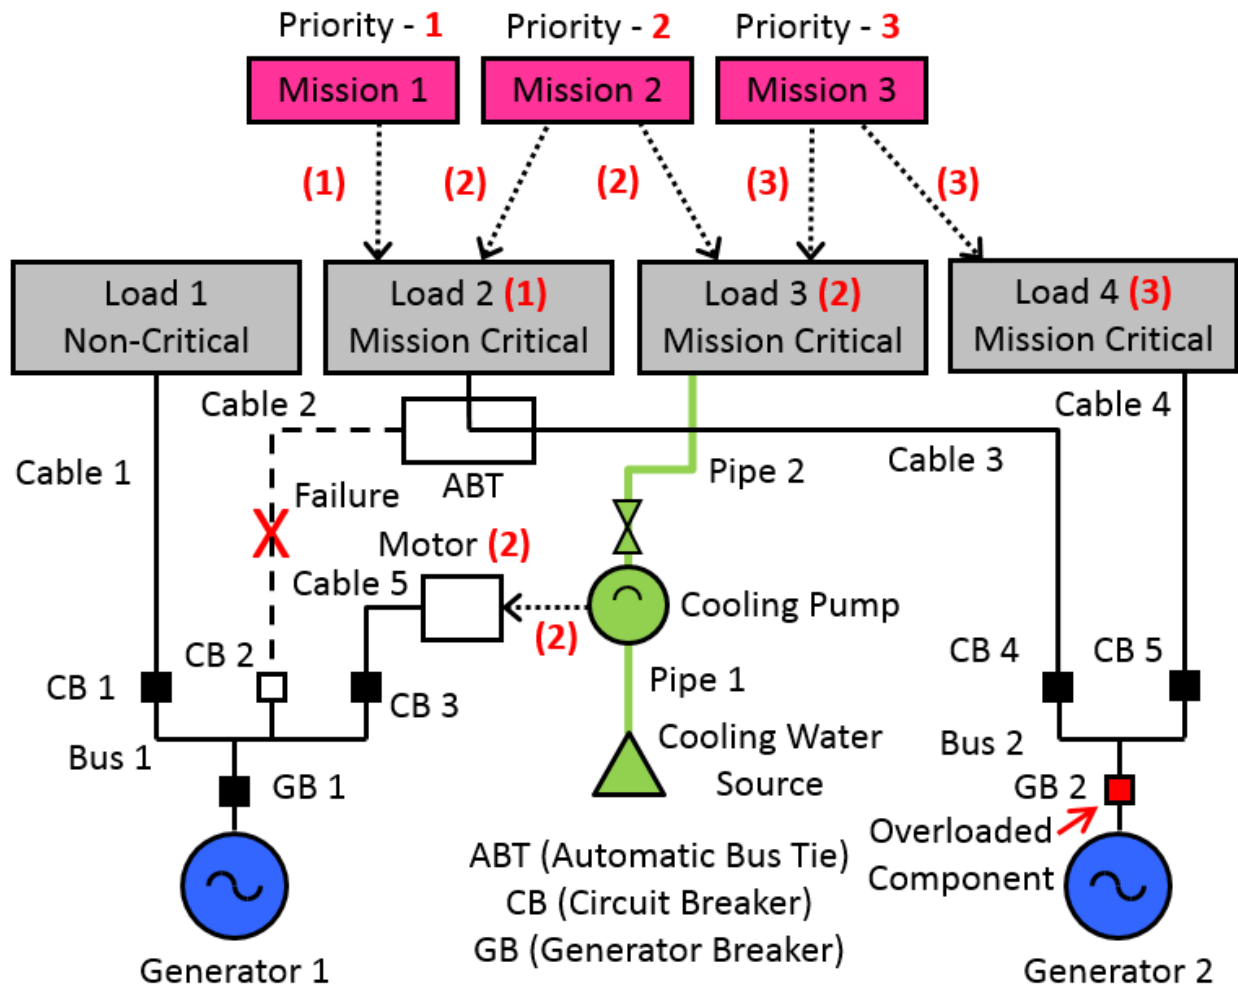 Priority - 1
Priority - 2
Priority - 3
Mission 1
Mission 2
Mission 3
(1)
(2)
(2)
(3)
(3)
Load 1
Non-Critical
Load 2 (1)
Mission Critical
Load 3 (2)
Mission Critical
Load 4 (3)
Mission Critical
Cable 2
Cable 4
Cable 1
ABT
Cable 3
Pipe 2
Failure
Motor (2)
Cable 5
Cooling Pump
(2)
CB 2
CB 4
CB 5
CB 1
CB 3
Pipe 1
Bus 1
Cooling Water
Source
Bus 2
GB 1
GB 2
Overloaded
Component
ABT (Automatic Bus Tie)
CB (Circuit Breaker)
GB (Generator Breaker)
Generator 1
Generator 2